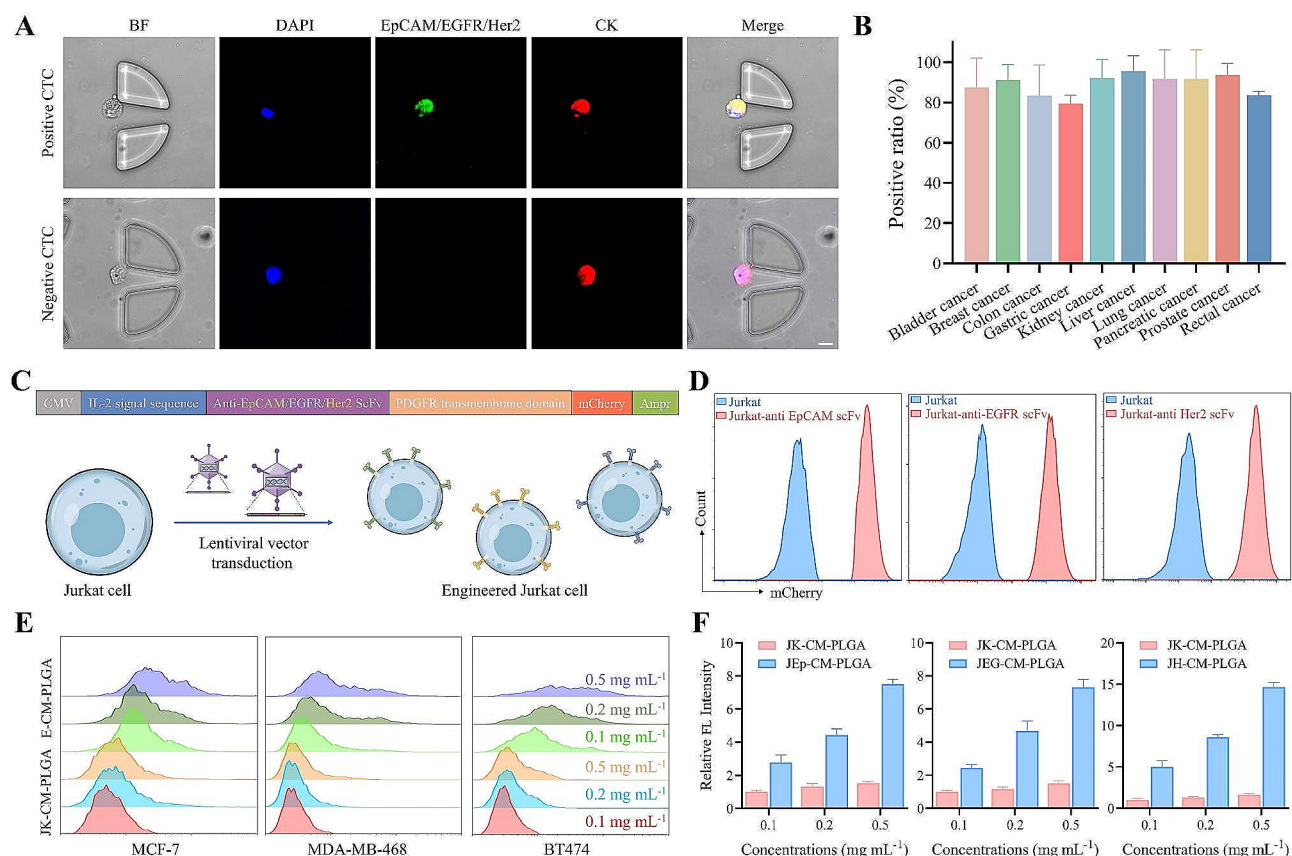 A
BF
DAPI
EpCAM/EGFR/Her2
CK
Merge
Positive CTC
Negative CTC
B
Positive ratio (%)
100
80
60
40
20
0
Bladder cancer
Breast cancer
Colon cancer
Gastric cancer
Kidney cancer
Liver cancer
Lung cancer
Pancreatic cancer
Prostate cancer
Rectal cancer
C
CMV
IL-2 signal sequence
Anti-EpCAM/EGFR/Her2 ScFv
PDGFR transmembrane domain
mCherry
Ampr
Jurkat cell
Lentiviral vector
transduction
Engineered Jurkat cell
D
Jurkat
Jurkat-anti EpCAM scFv
Jurkat
Jurkat-anti-EGFR scFv
Jurkat
Jurkat-anti Her2 scFv
Count
mCherry
E
E-CM-PLGA
JK-CM-PLGA
0.5 mg mL-1
0.2 mg mL-1
0.1 mg mL-1
0.5 mg mL-1
0.2 mg mL-1
0.1 mg mL-1
MCF-7
MDA-MB-468
BT474
F
Relative FL Intensity
10
8
6
4
2
0
JK-CM-PLGA
JEp-CM-PLGA
0.1
0.2
0.5
Concentrations (mg mL-1)
10
8
6
4
2
0
JK-CM-PLGA
JEG-CM-PLGA
0.1
0.2
0.5
Concentrations (mg mL-1)
20
15
10
5
0
JK-CM-PLGA
JH-CM-PLGA
0.1
0.2
0.5
Concentrations (mg mL-1)